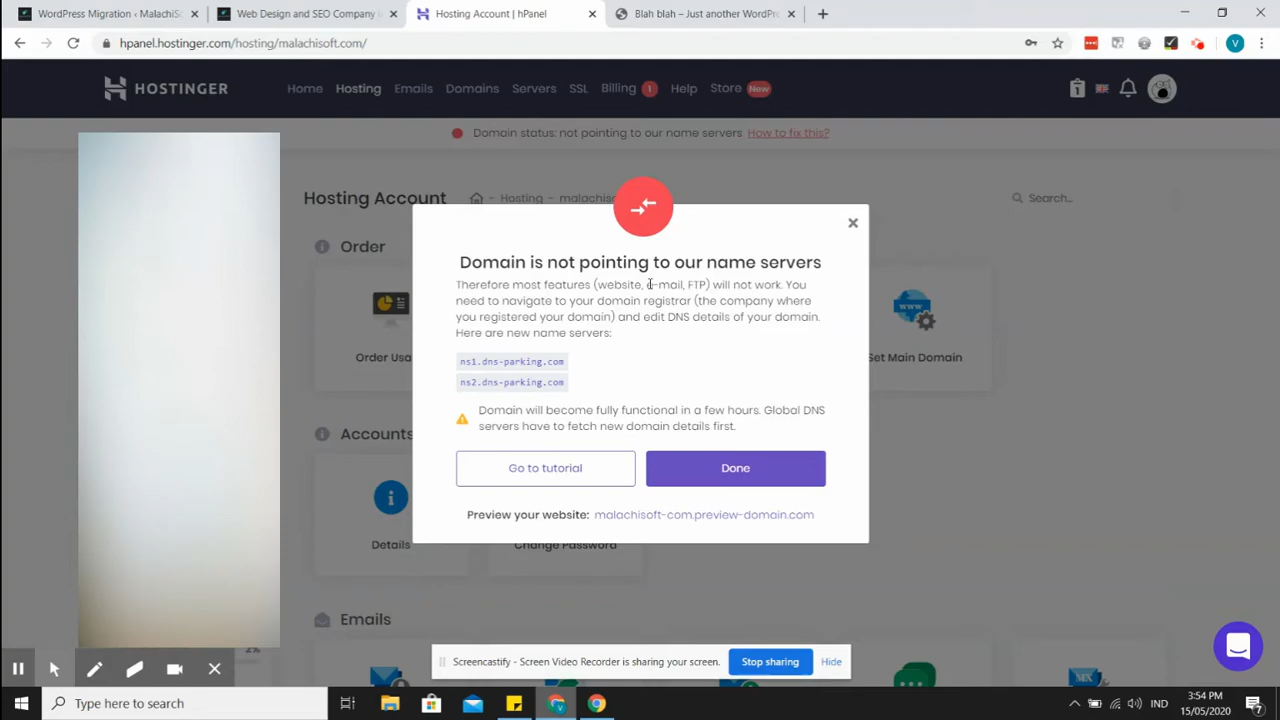 WordPress Migration ‹ MalachiSo
Web Design and SEO Company in
Hosting Account | hPanel
Blah blah – Just another WordPre
hpanel.hostinger.com/hosting/malachisoft.com/
V
HOSTINGER
Home
Hosting
Emails
Domains
Servers
SSL
Billing
1
Help
Store
New
Domain status: not pointing to our name servers How to fix this?
Hosting Account
- Hosting - malachiso
Search...
Order
Domain is not pointing to our name servers
Therefore most features (website, e-mail, FTP) will not work. You
need to navigate to your domain registrar (the company where
you registered your domain) and edit DNS details of your domain.
Here are new name servers:
ns1.dns-parking.com
ns2.dns-parking.com
Order Usa
Set Main Domain
Domain will become fully functional in a few hours. Global DNS
servers have to fetch new domain details first.
Accounts
Go to tutorial
Done
Preview your website: malachisoft-com.preview-domain.com
Details
Change Password
Emails
2%
Screencastify - Screen Video Recorder is sharing your screen.
Stop sharing
Hide
MX
Type here to search
IND
3:54 PM
15/05/2020
7